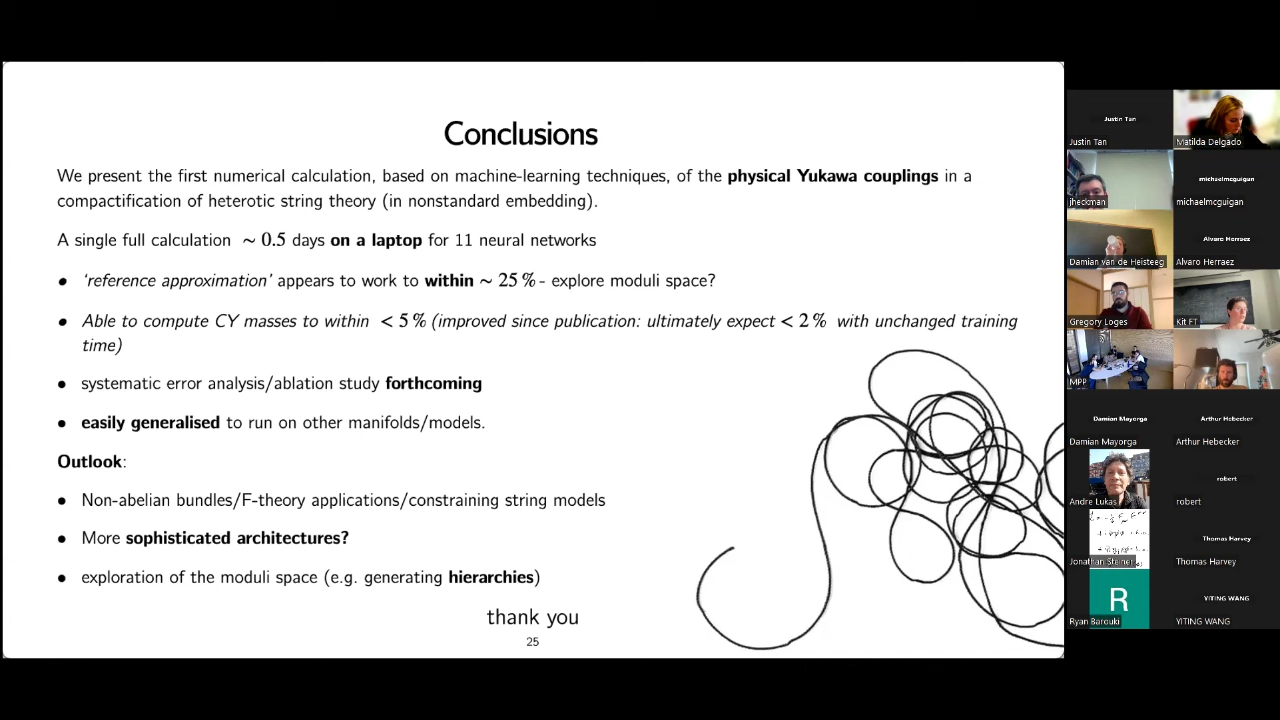 Conclusions
We present the first numerical calculation, based on machine-learning techniques, of the physical Yukawa couplings in a
compactification of heterotic string theory (in nonstandard embedding).
A single full calculation ∼ 0.5 days on a laptop for 11 neural networks
• ‘reference approximation’ appears to work to within ∼ 25 % - explore moduli space?
• Able to compute CY masses to within < 5 % (improved since publication: ultimately expect < 2 % with unchanged training
time)
• systematic error analysis/ablation study forthcoming
• easily generalised to run on other manifolds/models.
Outlook:
• Non-abelian bundles/F-theory applications/constraining string models
• More sophisticated architectures?
• exploration of the moduli space (e.g. generating hierarchies)
thank you
25
Justin Tan
Justin Tan
Matilda Delgado
jheckman
michaelmcguigan
michaelmcguigan
Damian van de Heisteeg
Alvaro Herraez
Alvaro Herraez
Gregory Loges
Kit FT
MPP
Damian Mayorga
Damian Mayorga
Arthur Hebecker
Arthur Hebecker
Andre Lukas
robert
robert
Jonathan Steiner
Thomas Harvey
Thomas Harvey
R
Ryan Barouki
YITING WANG
YITING WANG